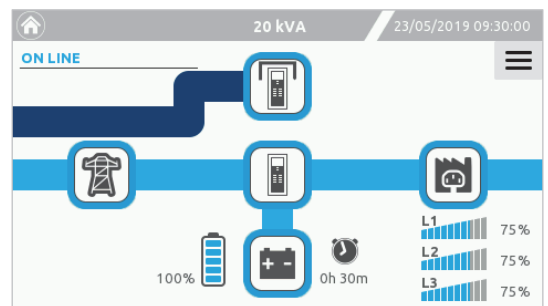 20 kVA
23/05/2019 09:30:00
ON LINE
L1
75%
L2
75%
L3
75%
100%
0h 30m